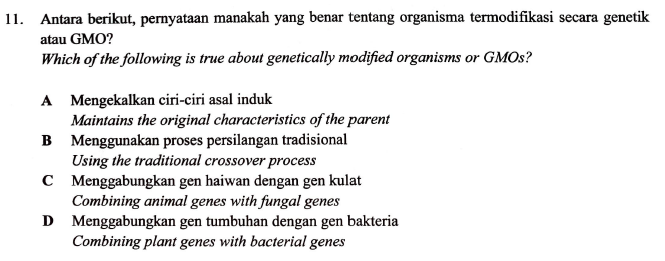 11. Antara berikut, pernyataan manakah yang benar tentang organisma termodifikasi secara genetik
atau GMO?
Which of the following is true about genetically modified organisms or GMOs?
A Mengekalkan ciri-ciri asal induk
Maintains the original characteristics of the parent
B Menggunakan proses persilangan tradisional
Using the traditional crossover process
C Menggabungkan gen haiwan dengan gen kulat
Combining animal genes with fungal genes
D Menggabungkan gen tumbuhan dengan gen bakteria
Combining plant genes with bacterial genes